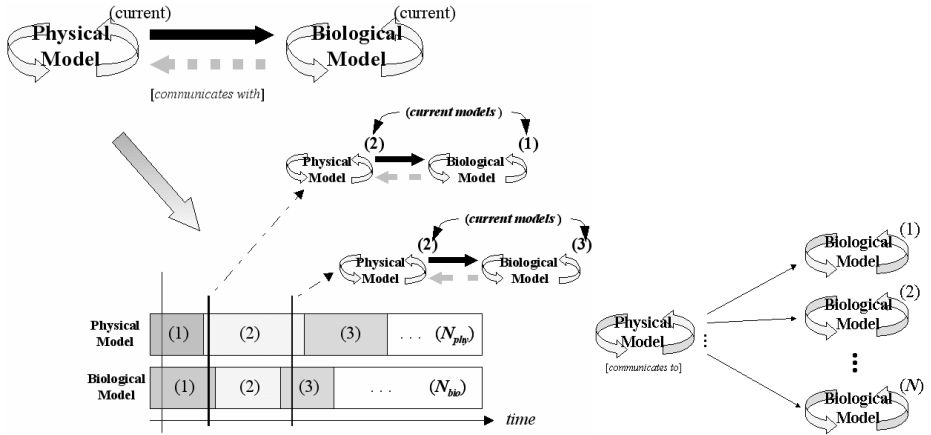 (current)
Physical
Model
(current)
Biological
Model
[communicates with]
(current models )
(2)
(1)
Physical
Model
Biological
Model
(current models )
(2)
(3)
Physical
Model
Biological
Model
Physical
Model
(1)
(2)
(3)
. . .
(Nphy)
Biological
Model
(1)
(2)
(3)
. . .
(Nbio)
time
Physical
Model
[communicates to]
Biological
Model
(1)
Biological
Model
(2)
Biological
Model
(N)